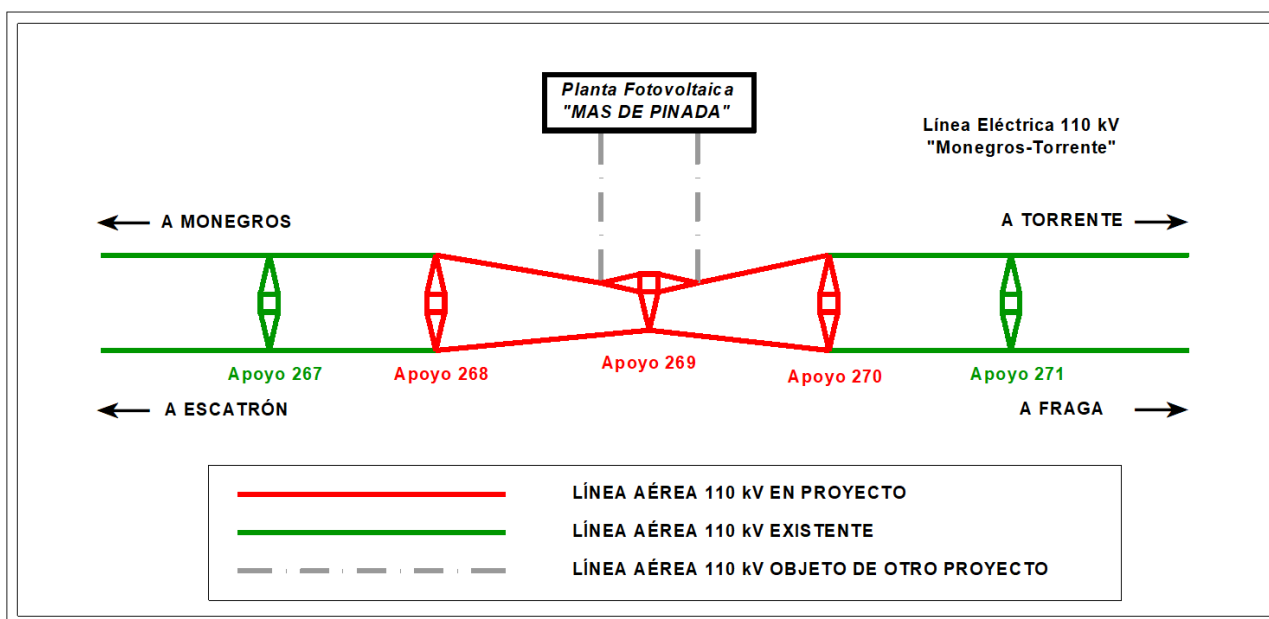 Planta Fotovoltaica
"MAS DE PINADA"
Línea Eléctrica 110 kV
"Monegros-Torrente"
A MONEGROS
A TORRENTE
Apoyo 267
Apoyo 268
Apoyo 269
Apoyo 270
Apoyo 271
A ESCATRÓN
A FRAGA
LÍNEA AÉREA 110 kV EN PROYECTO
LÍNEA AÉREA 110 kV EXISTENTE
LÍNEA AÉREA 110 kV OBJETO DE OTRO PROYECTO